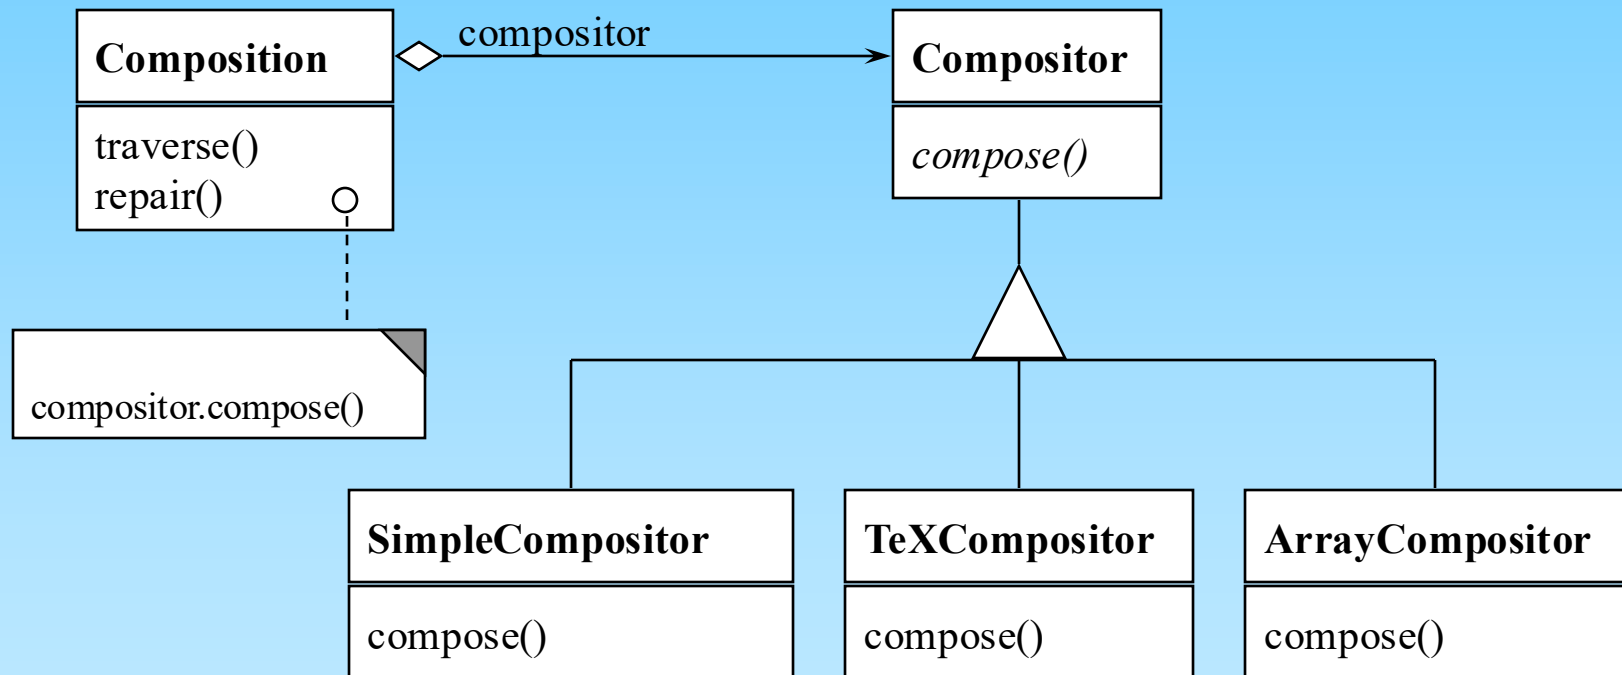 Composition
compositor
Compositor
traverse()
repair()
compose()
compositor.compose()
SimpleCompositor
TeXCompositor
ArrayCompositor
compose()
compose()
compose()